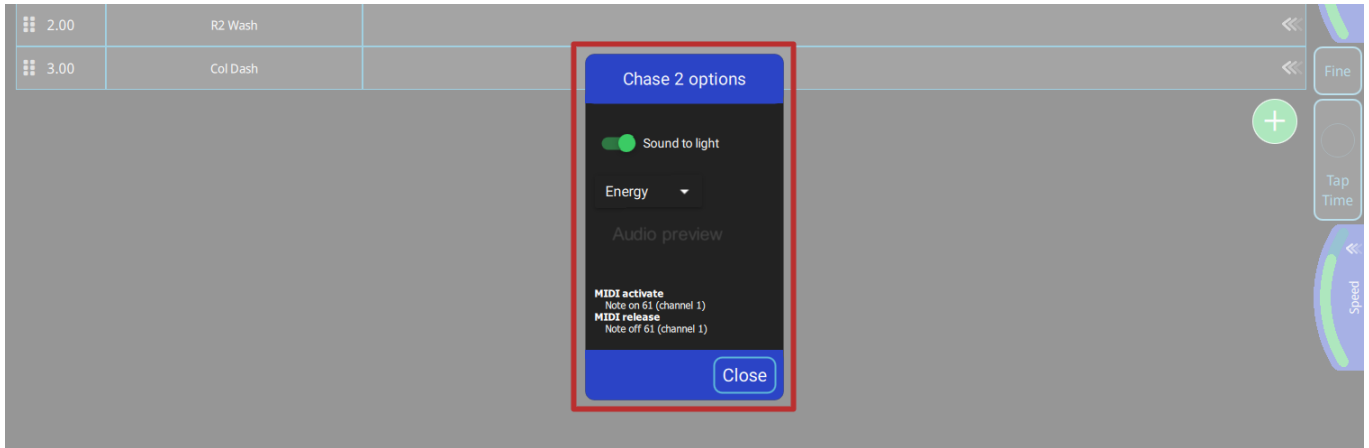 2.00 R2 Wash
3.00 Col Dash
Chase 2 options
Sound to light
Energy
Audio preview
MIDI activate
Note on 61 (channel 1)
MIDI release
Note off 61 (channel 1)
Close
Fine
Tap
Time
Speed